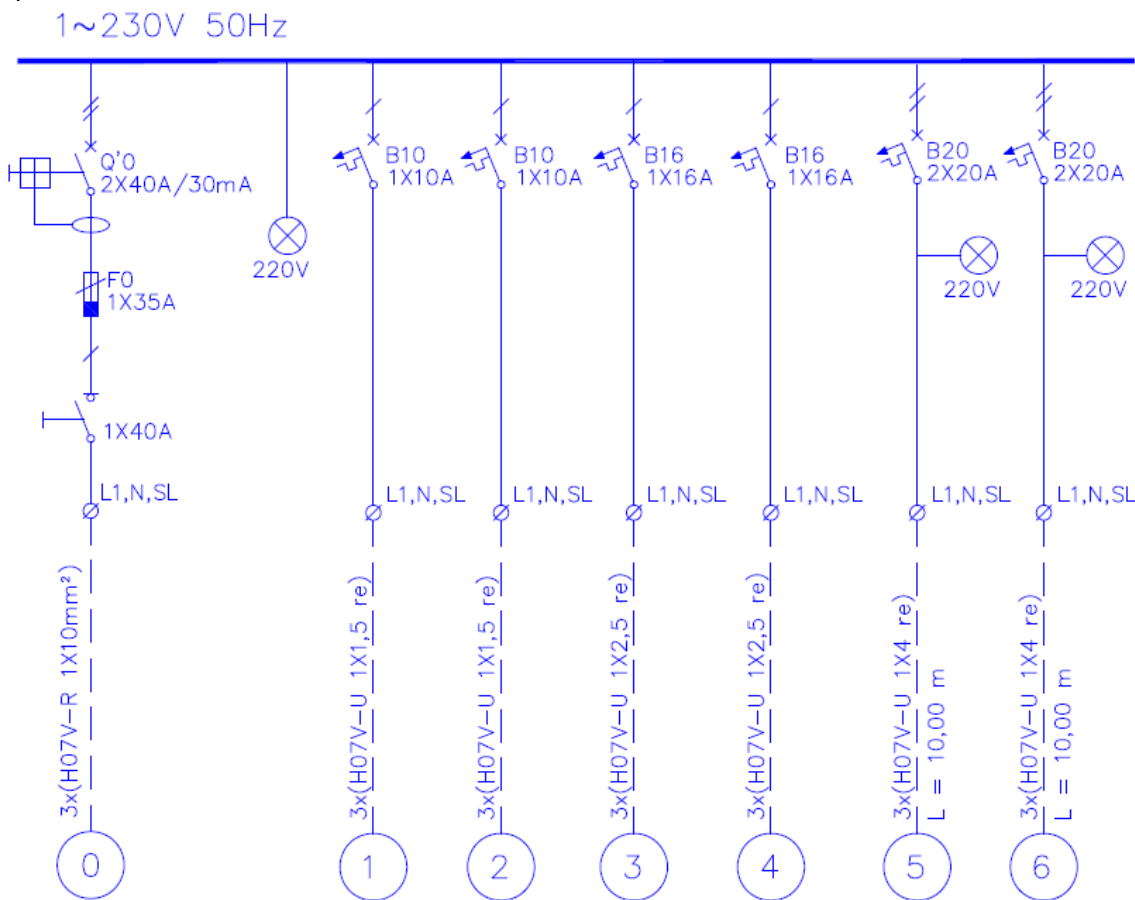 1~230V 50Hz
Q'0
2X40A/30mA
220V
B10
1X10A
B10
1X10A
B16
1X16A
B16
1X16A
B20
2X20A
B20
2X20A
220V
220V
F0
1X35A
1X40A
L1,N,SL
L1,N,SL
L1,N,SL
L1,N,SL
L1,N,SL
L1,N,SL
L1,N,SL
3x(H07V-R 1X10mm²)
3x(H07V-U 1X1,5 re)
3x(H07V-U 1X1,5 re)
3x(H07V-U 1X2,5 re)
3x(H07V-U 1X2,5 re)
3x(H07V-U 1X4 re)
L = 10,00 m
3x(H07V-U 1X4 re)
L = 10,00 m
0
1
2
3
4
5
6